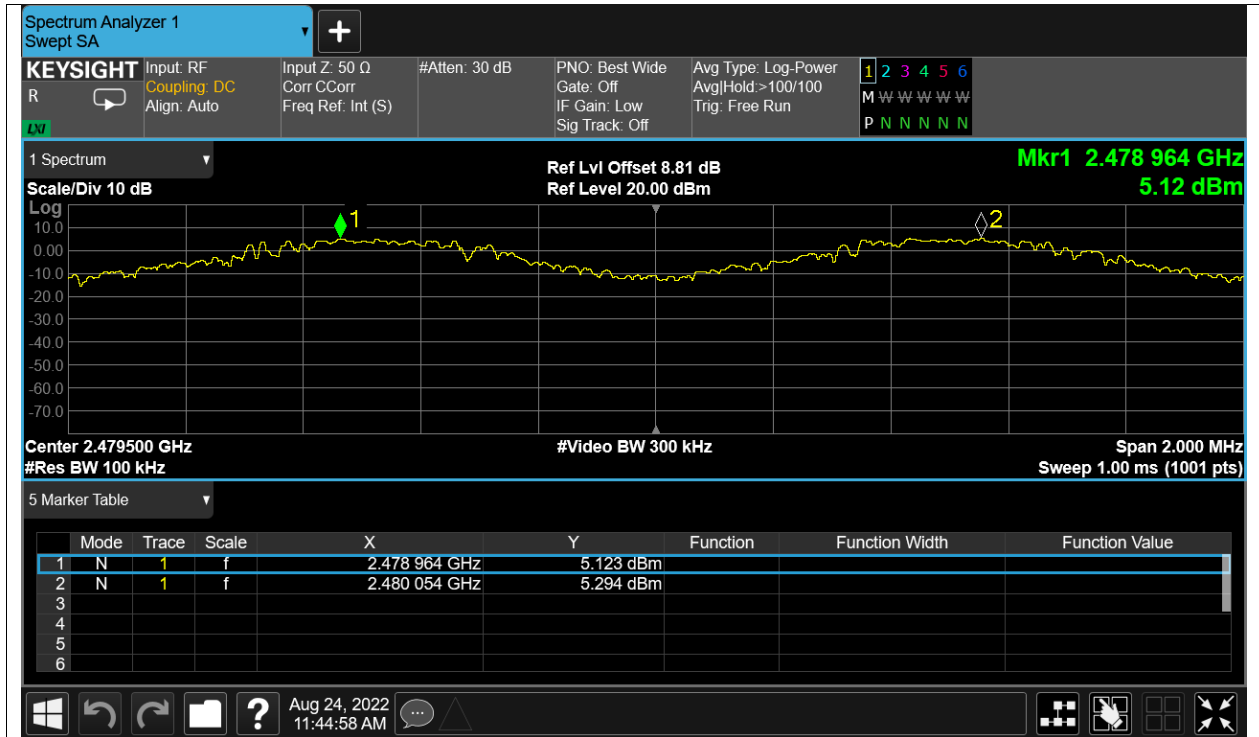 Spectrum Analyzer 1
Swept SA
+
KEYSIGHT Input: RF Input Z: 50 Ω #Atten: 30 dB PNO: Best Wide Avg Type: Log-Power 1 2 3 4 5 6
R Coupling: DC Corr CCorr Gate: Off Avg|Hold:>100/100 M W W W W W W
Align: Auto Freq Ref: Int (S) IF Gain: Low Trig: Free Run
LXI Sig Track: Off P N N N N N N
1 Spectrum Ref Lvl Offset 8.81 dB Mkr1 2.478 964 GHz
Scale/Div 10 dB Ref Level 20.00 dBm 5.12 dBm
Log
1 2
10.0
0.00
-10.0
-20.0
-30.0
-40.0
-50.0
-60.0
-70.0
Center 2.479500 GHz #Video BW 300 kHz Span 2.000 MHz
#Res BW 100 kHz Sweep 1.00 ms (1001 pts)
5 Marker Table
Mode Trace Scale X Y Function Function Width Function Value
1 N 1 f 2.478 964 GHz 5.123 dBm
2 N 1 f 2.480 054 GHz 5.294 dBm
3
4
5
6
? Aug 24, 2022
11:44:58 AM